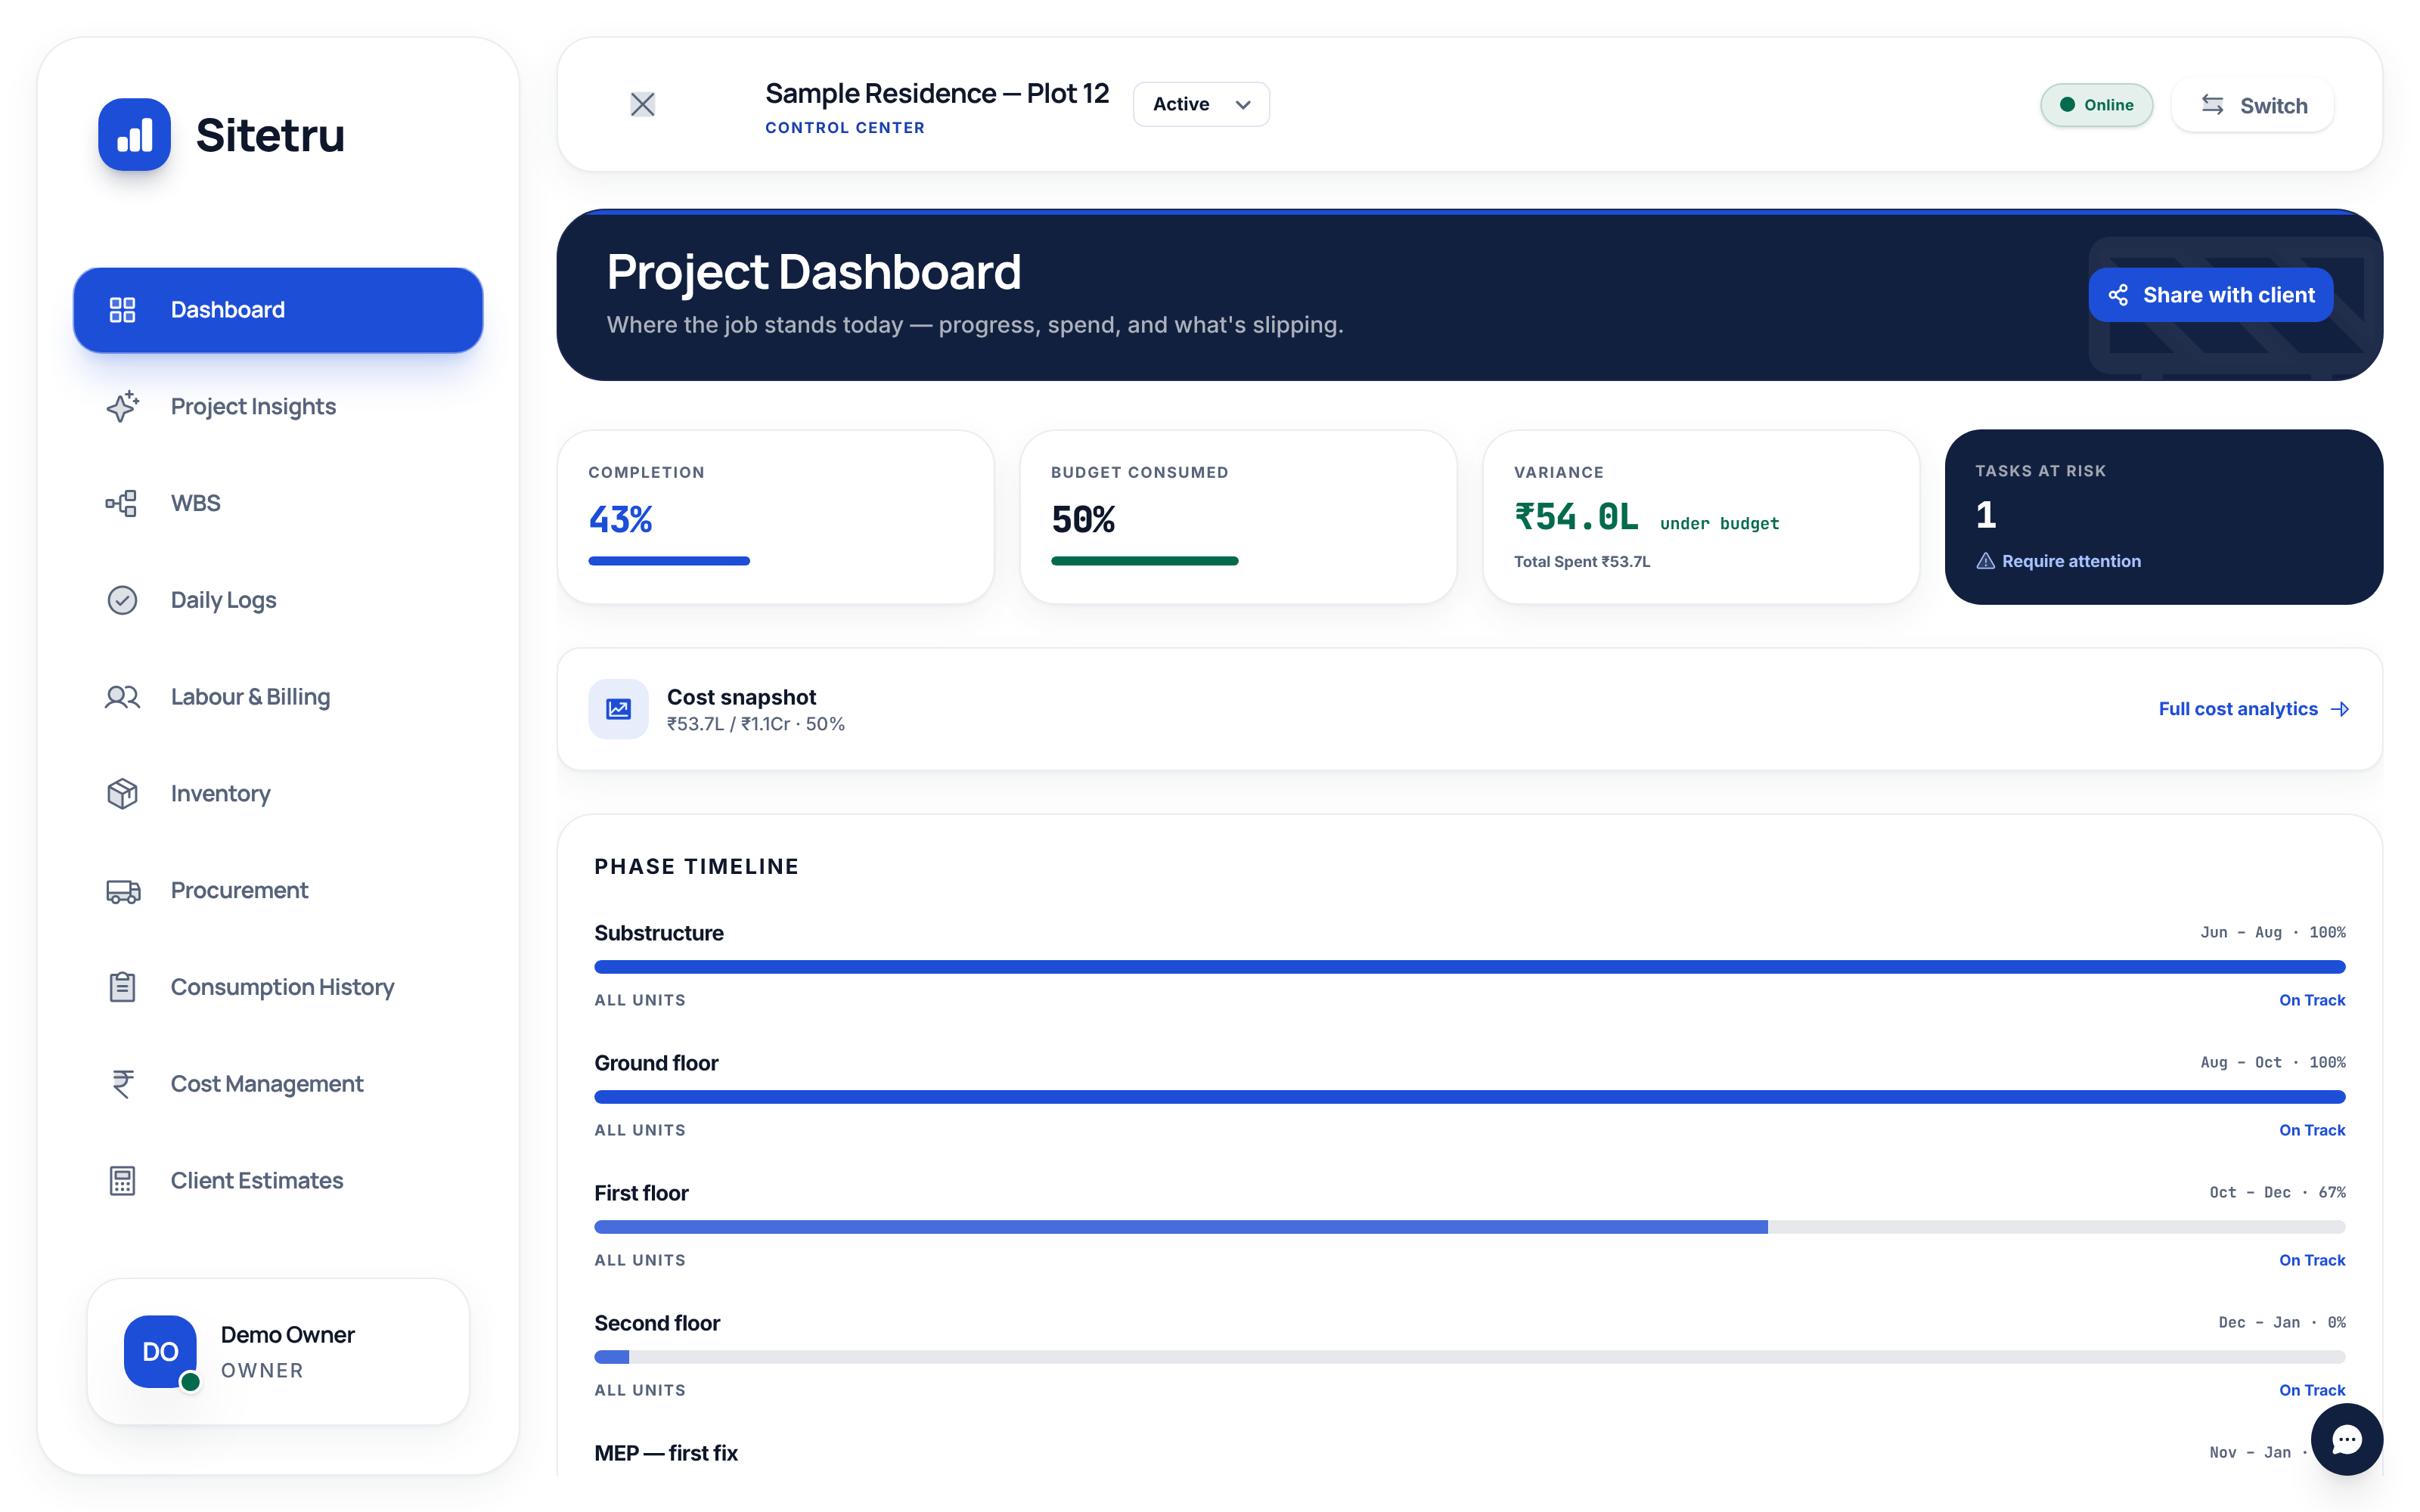 Sitetru
Dashboard
Project Insights
WBS
Daily Logs
Labour & Billing
Inventory
Procurement
Consumption History
Cost Management
Client Estimates
DO
Demo Owner
OWNER
Sample Residence — Plot 12
CONTROL CENTER
Active
Online
Switch
Project Dashboard
Where the job stands today — progress, spend, and what's slipping.
Share with client
COMPLETION
43%
BUDGET CONSUMED
50%
VARIANCE
₹54.0L under budget
Total Spent ₹53.7L
TASKS AT RISK
1
Require attention
Cost snapshot
₹53.7L / ₹1.1Cr · 50%
Full cost analytics
PHASE TIMELINE
Substructure
Jun – Aug · 100%
ALL UNITS
On Track
Ground floor
Aug – Oct · 100%
ALL UNITS
On Track
First floor
Oct – Dec · 67%
ALL UNITS
On Track
Second floor
Dec – Jan · 0%
ALL UNITS
On Track
MEP — first fix
Nov – Jan ·